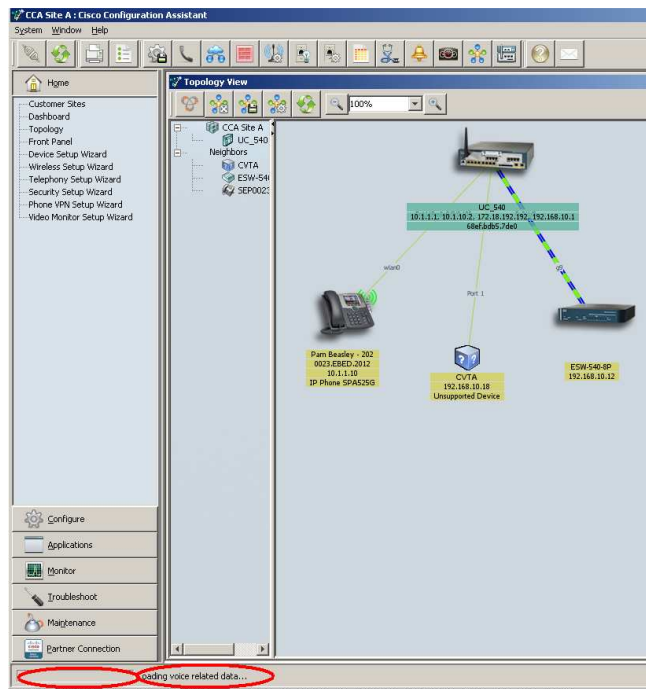 CCA Site A : Cisco Configuration Assistant
System Window Help
Home
Customer Sites
Dashboard
Topology
Front Panel
Device Setup Wizard
Wireless Setup Wizard
Telephony Setup Wizard
Security Setup Wizard
Phone VPN Setup Wizard
Video Monitor Setup Wizard
Configure
Applications
Monitor
Troubleshoot
Maintenance
Partner Connection
Topology View
100%
CCA Site A
UC_540
Neighbors
CVTA
ESW-54
SEP0023
UC_540
10.1.1.1, 10.1.10.2, 172.18.192.192, 192.168.10.1
68ef.bdb5.7de0
wlan0
Port 1
g8
Pam Beasley - 202
0023.EBED.2012
10.1.1.10
IP Phone SPA525G
CVTA
192.168.10.18
Unsupported Device
ESW-540-8P
192.168.10.12
oading voice related data...